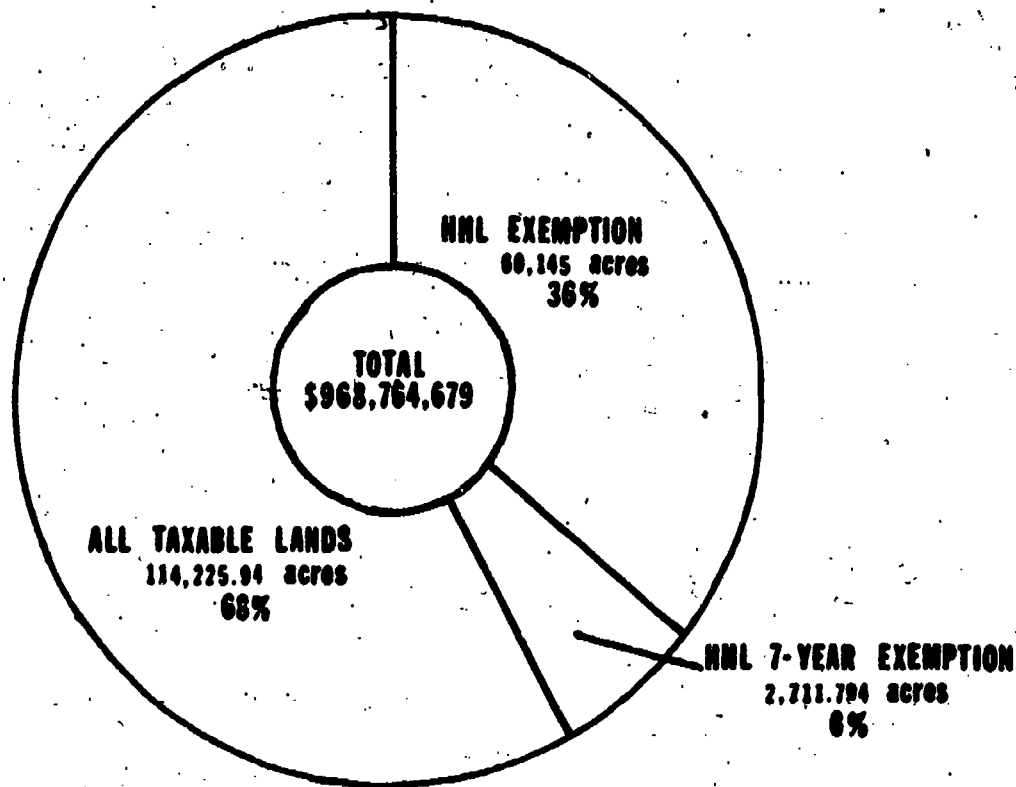 HHL EXEMPTION
60,145 acres
36%
TOTAL
$968,764,679
ALL TAXABLE LANDS
114,225.94 acres
68%
HHL 7-YEAR EXEMPTION
2,711.794 acres
6%